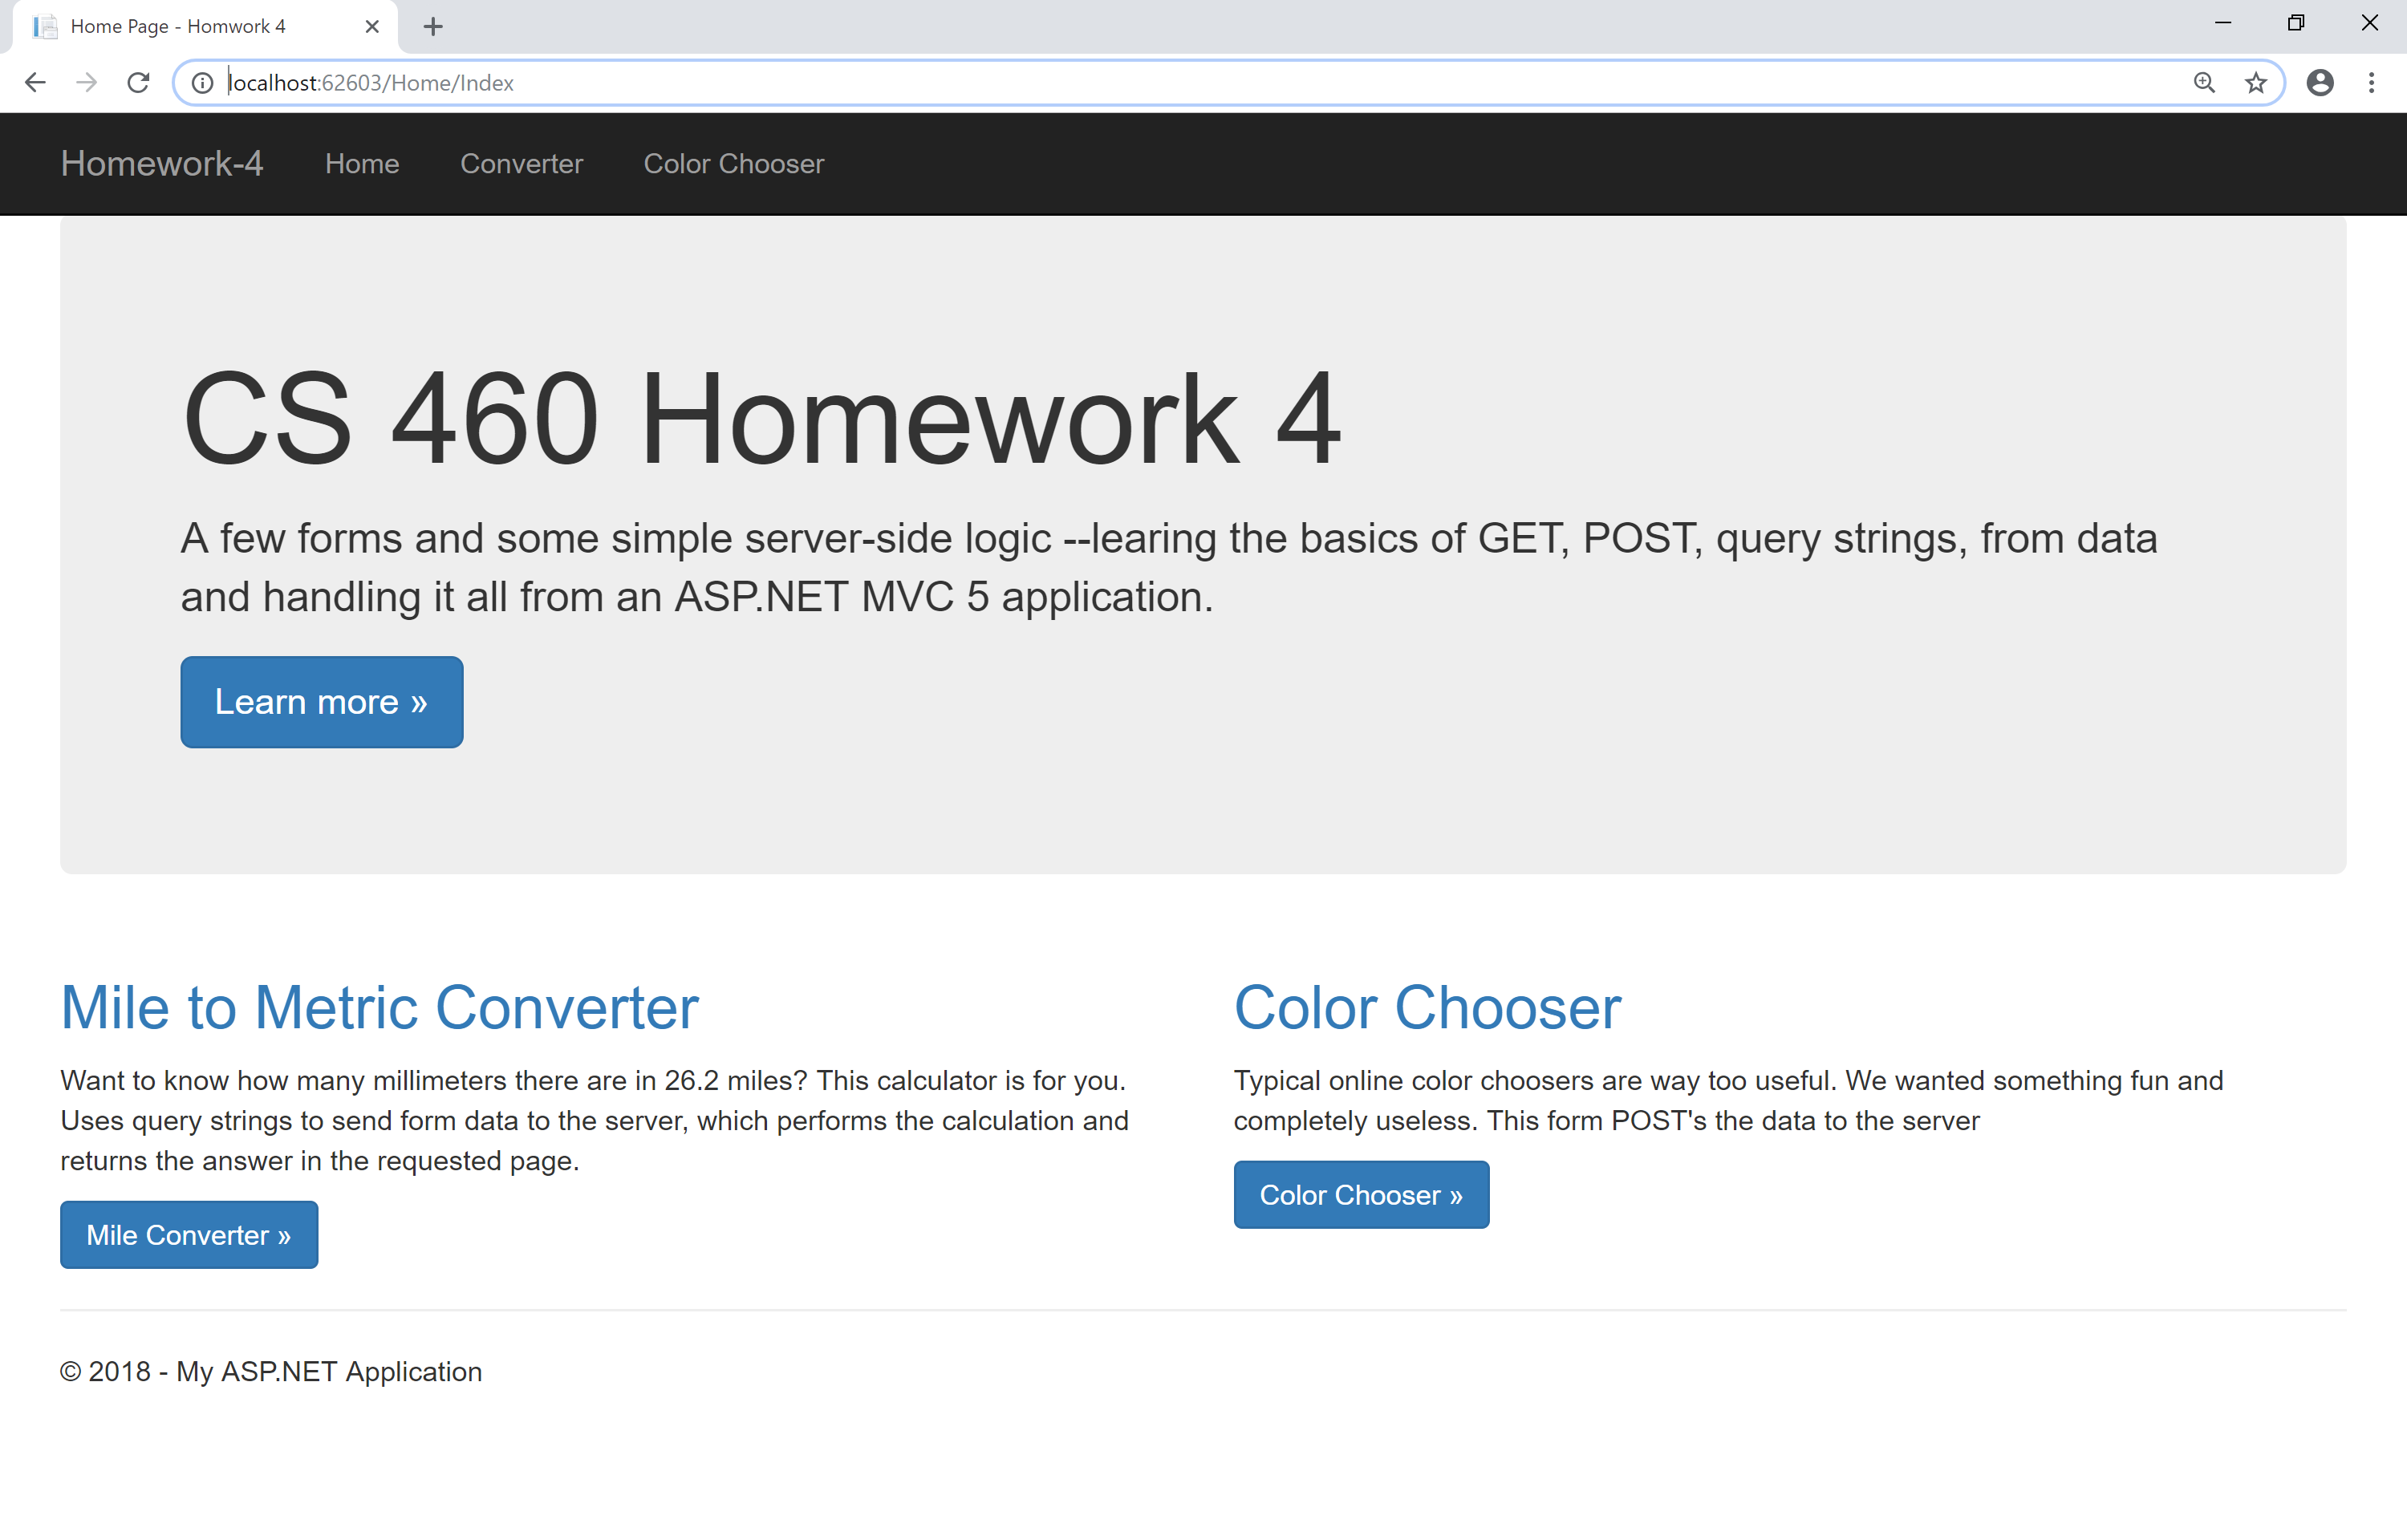 Home Page - Homwork 4
localhost:62603/Home/Index
Homework-4 Home Converter Color Chooser
CS 460 Homework 4
A few forms and some simple server-side logic --learing the basics of GET, POST, query strings, from data
and handling it all from an ASP.NET MVC 5 application.
Learn more »
Mile to Metric Converter
Want to know how many millimeters there are in 26.2 miles? This calculator is for you.
Uses query strings to send form data to the server, which performs the calculation and
returns the answer in the requested page.
Mile Converter »
Color Chooser
Typical online color choosers are way too useful. We wanted something fun and
completely useless. This form POST's the data to the server
Color Chooser »
© 2018 - My ASP.NET Application